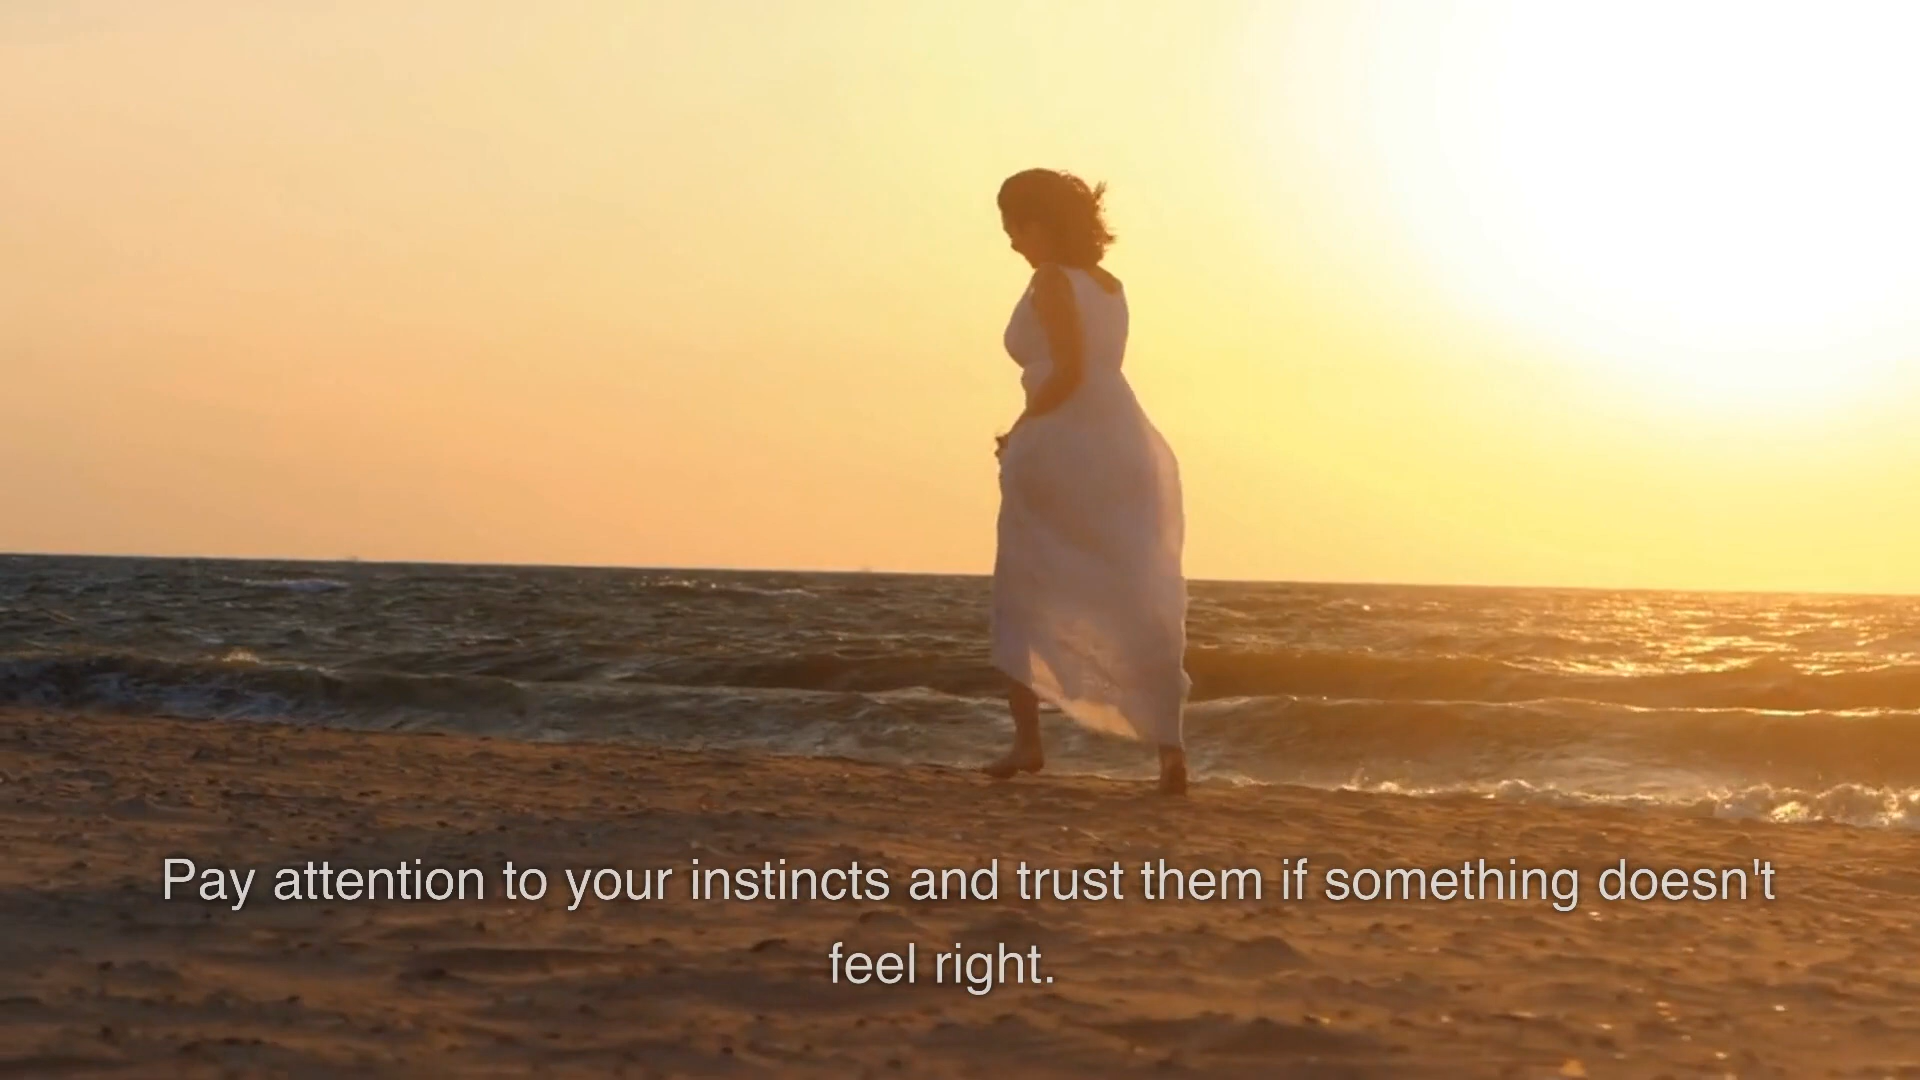 Pay attention to your instincts and trust them if something doesn't
feel right.